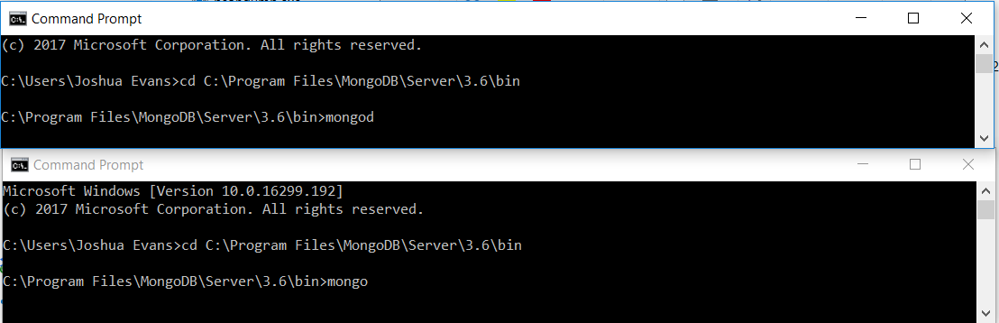 Command Prompt
(c) 2017 Microsoft Corporation. All rights reserved.
C:\Users\Joshua Evans>cd C:\Program Files\MongoDB\Server\3.6\bin
C:\Program Files\MongoDB\Server\3.6\bin>mongod
Command Prompt
Microsoft Windows [Version 10.0.16299.192]
(c) 2017 Microsoft Corporation. All rights reserved.
C:\Users\Joshua Evans>cd C:\Program Files\MongoDB\Server\3.6\bin
C:\Program Files\MongoDB\Server\3.6\bin>mongo